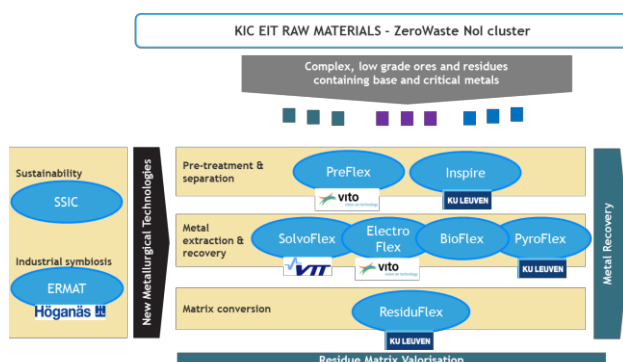 KIC EIT RAW MATERIALS - ZeroWaste NoI cluster
Complex, low grade ores and residues
containing base and critical metals
Sustainability
SSIC
Industrial symbiosis
ERMAT
Höganäs
New Metallurgical Technologies
Pre-treatment &
separation
PreFlex
vito
Inspire
KU LEUVEN
Metal
extraction &
recovery
SolvoFlex
VTT
Electro
Flex
vito
BioFlex
PyroFlex
KU LEUVEN
Matrix conversion
ResiduFlex
KU LEUVEN
Metal Recovery
Residue Matrix Valorisation